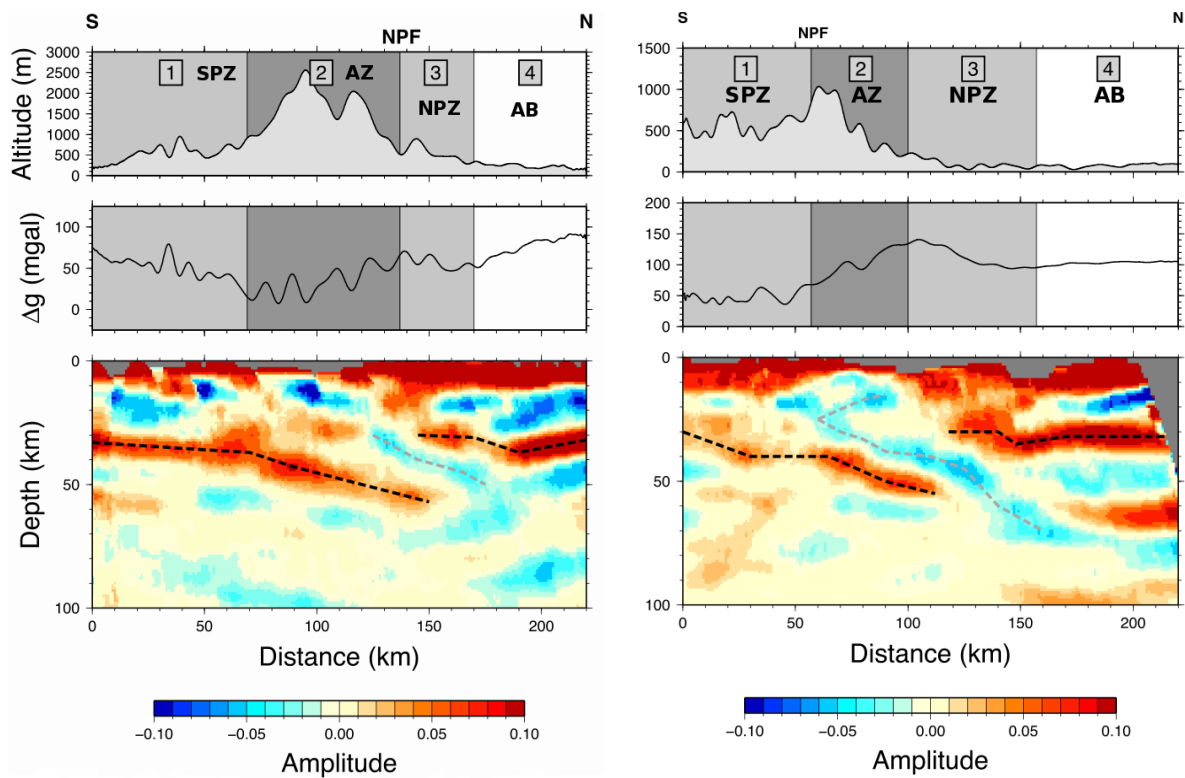 S
N
NPF
Altitude (m)
3000
2500
2000
1500
1000
500
0
1 SPZ
2 AZ
3
NPZ
4
AB
Δg (mgal)
100
50
0
Depth (km)
0
50
100
0 50 100 150 200
Distance (km)
−0.10 −0.05 0.00 0.05 0.10
Amplitude
S
N
NPF
1500
1000
500
0
1
SPZ
2
AZ
3
NPZ
4
AB
200
150
100
50
0
0
50
100
0 50 100 150 200
Distance (km)
−0.10 −0.05 0.00 0.05 0.10
Amplitude